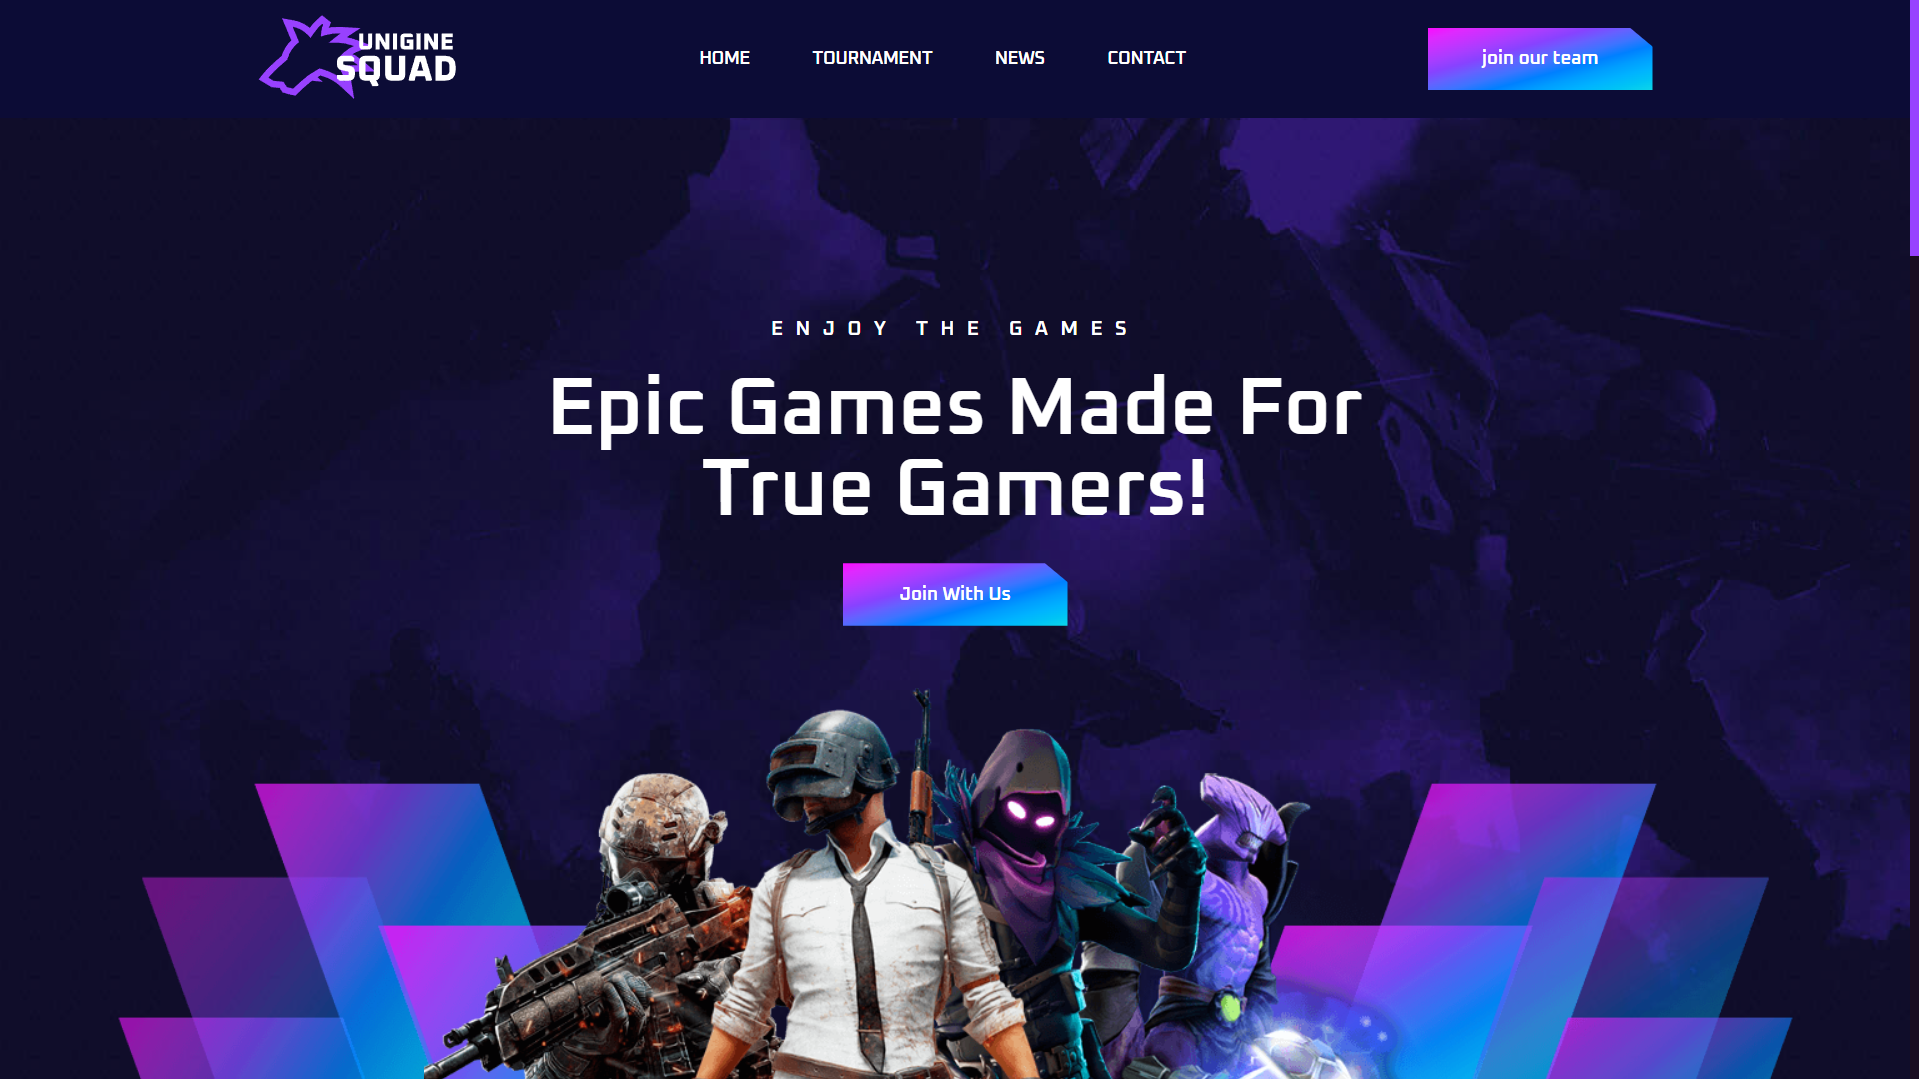 UNIGINE
SQUAD
HOME TOURNAMENT NEWS CONTACT
join our team
ENJOY THE GAMES
Epic Games Made For
True Gamers!
Join With Us